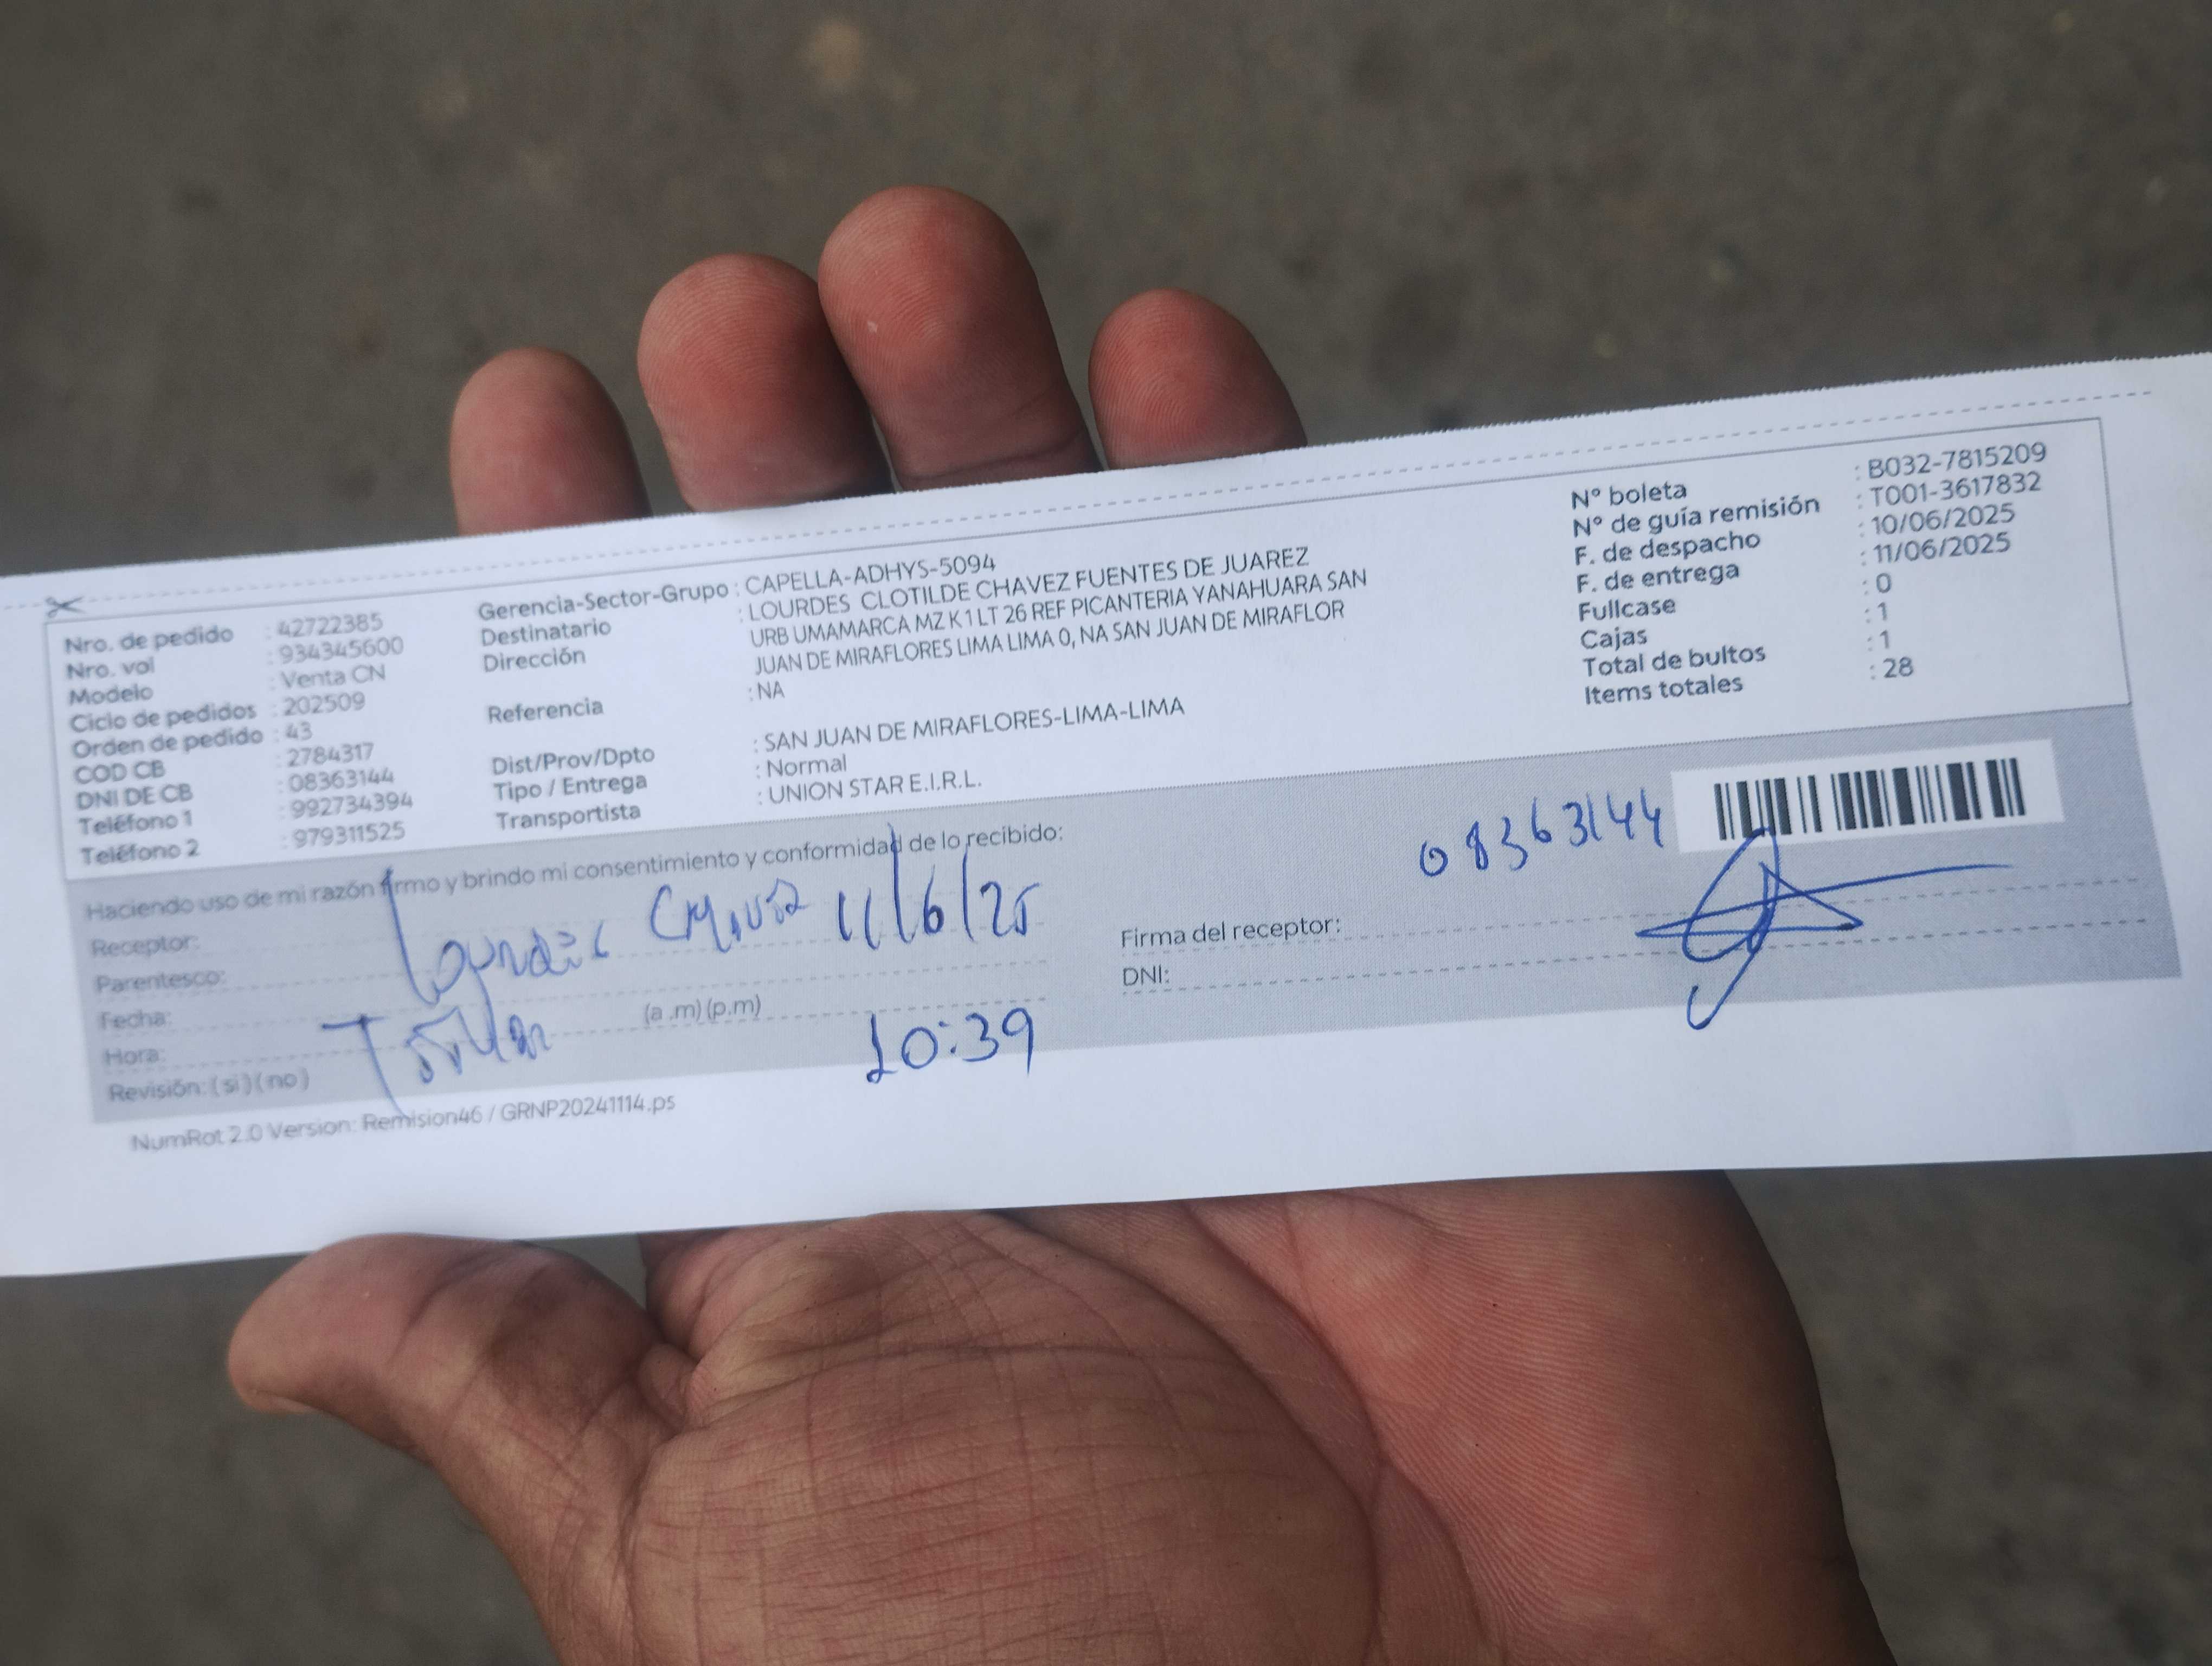 Nro. de pedido : 42722385
Nro. vol : 934345600
Modelo : Venta CN
Ciclo de pedidos : 202509
Orden de pedido : 43
COD CB : 2784317
DNI DE CB : 08363144
Teléfono 1 : 992734394
Teléfono 2 : 979311525
Gerencia-Sector-Grupo : CAPELLA-ADHYS-5094
Destinatario : LOURDES CLOTILDE CHAVEZ FUENTES DE JUAREZ
Dirección URB UMAMARCA MZ K1 LT 26 REF PICANTERIA YANAHUARA SAN
JUAN DE MIRAFLORES LIMA LIMA 0, NA SAN JUAN DE MIRAFLOR
Referencia : NA
Dist/Prov/Dpto : SAN JUAN DE MIRAFLORES-LIMA-LIMA
Tipo / Entrega : Normal
Transportista : UNION STAR E.I.R.L.
N° boleta : B032-7815209
N° de guía remisión : T001-3617832
F. de despacho : 10/06/2025
F. de entrega : 11/06/2025
Fullcase : 0
Cajas : 1
Total de bultos : 1
Items totales : 28
Haciendo uso de mi razón firmo y brindo mi consentimiento y conformidad de lo recibido:
08363144
Receptor:
Lourdes Chavez 11/6/25
Parentesco:
Fecha:
Hora: (a .m) (p.m)
10:39
Revisión: ( si ) ( no )
Firma del receptor:
DNI:
NumRot 2.0 Version: Remision46 / GRNP20241114.ps